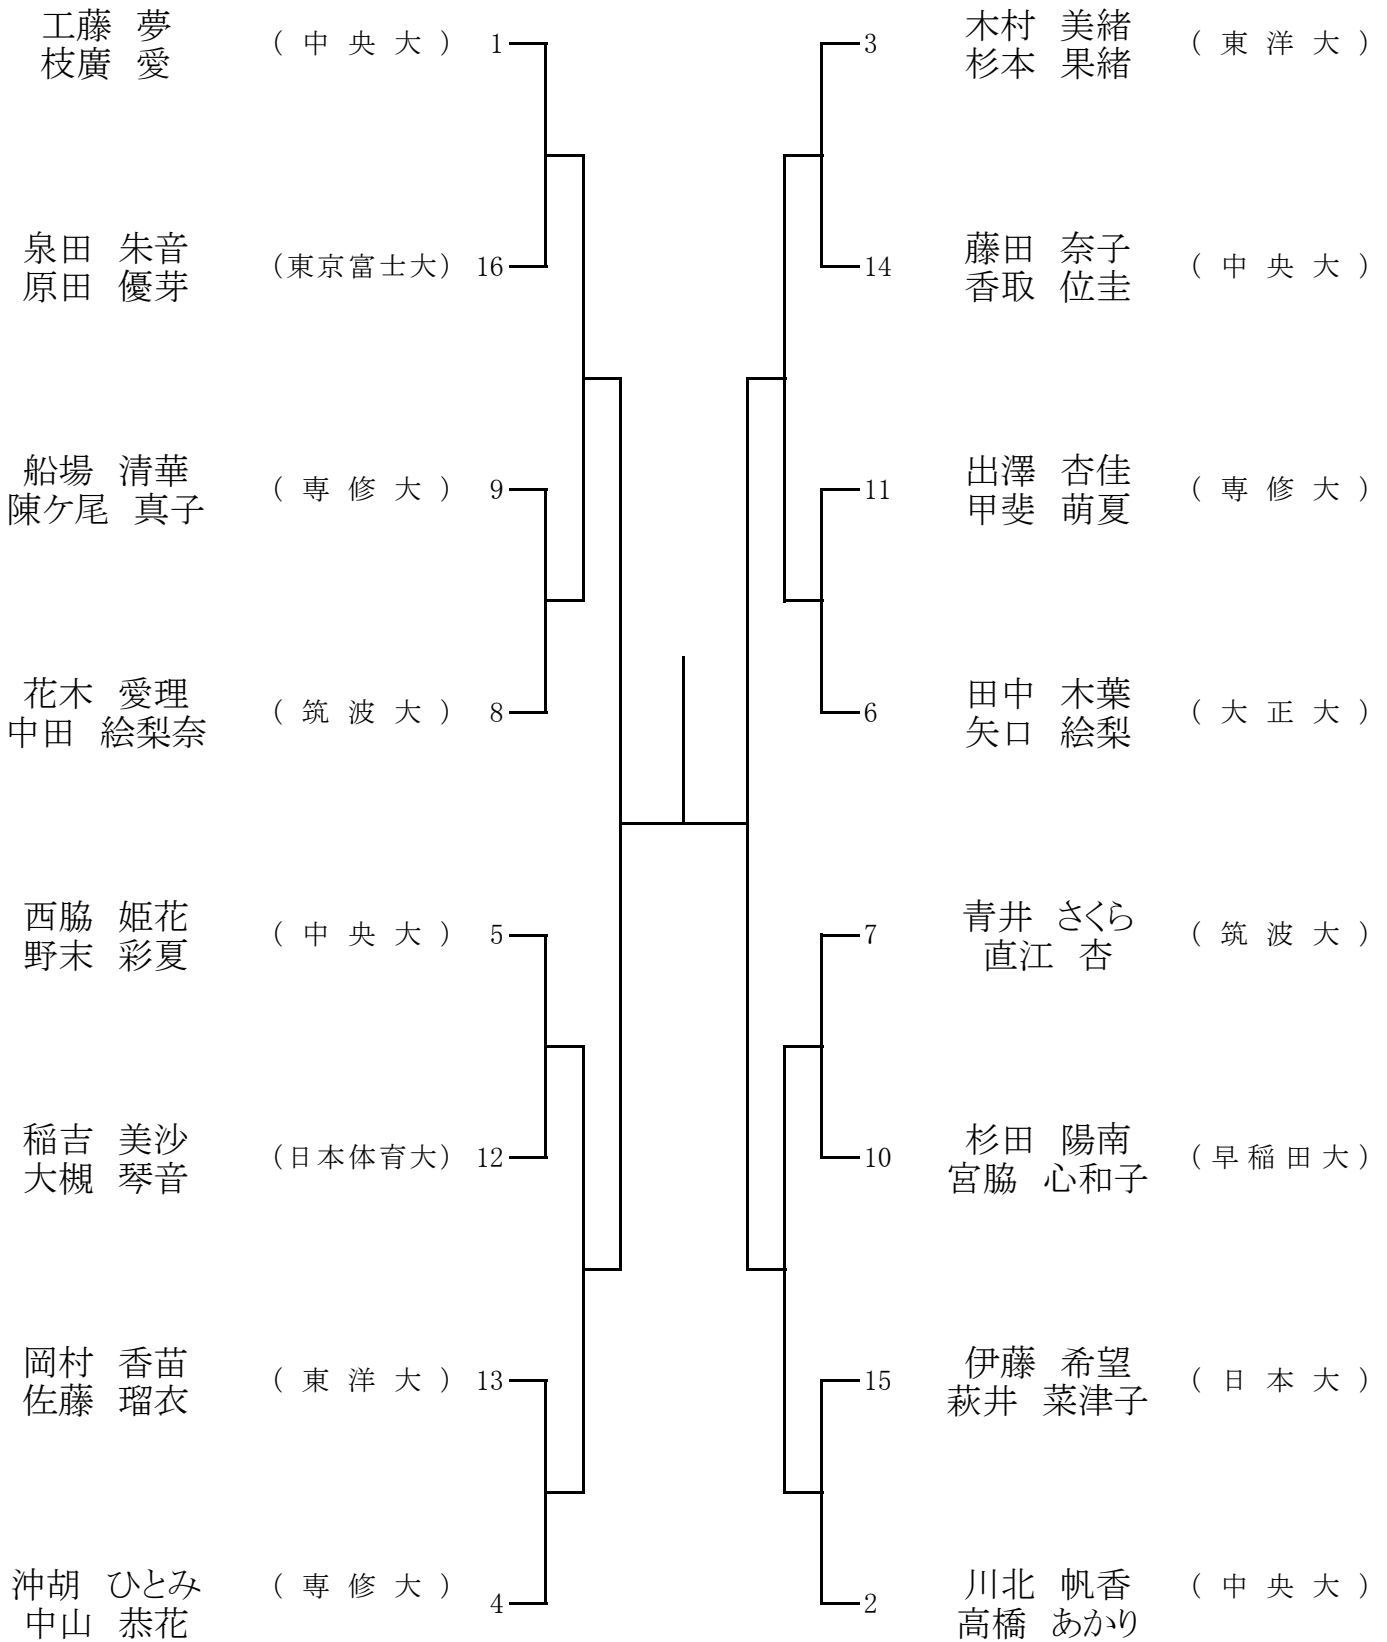 工藤 夢
枝廣 愛
(中央大) 1
泉田 朱音
原田 優芽
(東京富士大) 16
船場 清華
陳ケ尾 真子
(専修大) 9
花木 愛理
中田 絵梨奈
(筑波大) 8
西脇 姫花
野末 彩夏
(中央大) 5
稲吉 美沙
大槻 琴音
(日本体育大) 12
岡村 香苗
佐藤 瑠衣
(東洋大) 13
沖胡 ひとみ
中山 恭花
(専修大) 4
3 木村 美緒
杉本 果緒
(東洋大)
14 藤田 奈子
香取 位圭
(中央大)
11 出澤 杏佳
甲斐 萌夏
(専修大)
6 田中 木葉
矢口 絵梨
(大正大)
7 青井 さくら
直江 杏
(筑波大)
10 杉田 陽南
宮脇 心和子
(早稲田大)
15 伊藤 希望
萩井 菜津子
(日本大)
2 川北 帆香
高橋 あかり
(中央大)